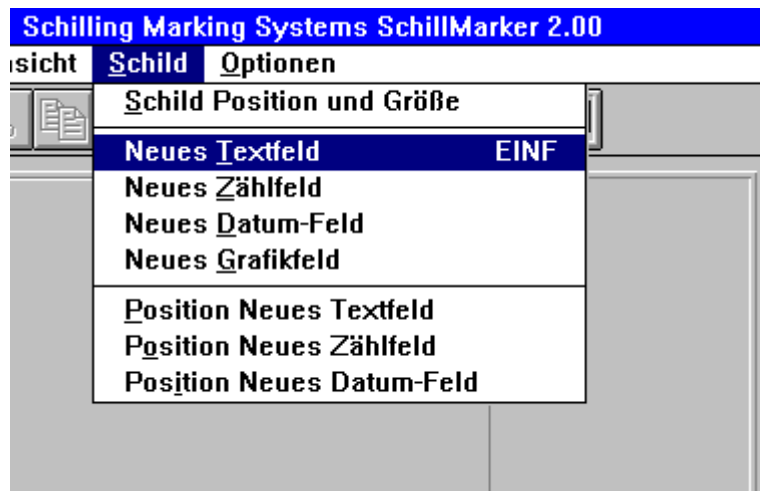 Schilling Marking Systems SchillMarker 2.00
nsicht Schild Optionen
Schild Position und Größe
Neues Textfeld EINF
Neues Zählfeld
Neues Datum-Feld
Neues Grafikfeld
Position Neues Textfeld
Position Neues Zählfeld
Position Neues Datum-Feld